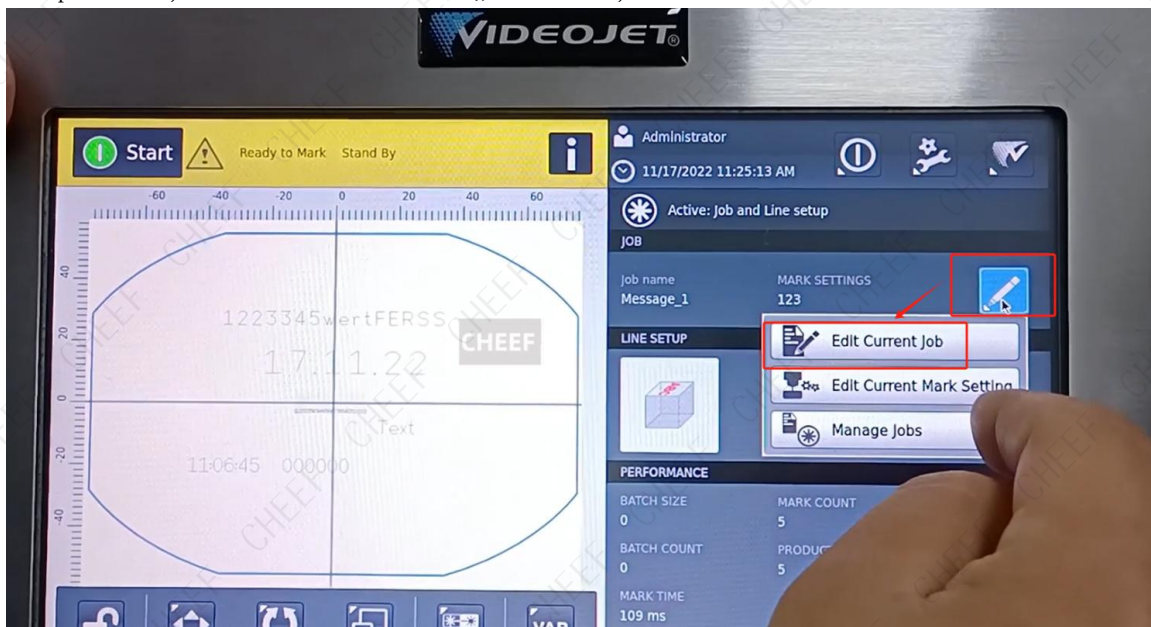 VIDEOJET®
Start
Ready to Mark Stand By
i
Administrator
11/17/2022 11:25:13 AM
Active: Job and Line setup
JOB
Job name
Message_1
MARK SETTINGS
123
Edit Current Job
Edit Current Mark Setting
Manage Jobs
LINE SETUP
ABC
PERFORMANCE
BATCH SIZE
0
MARK COUNT
5
BATCH COUNT
0
PRODUC
5
MARK TIME
109 ms
-60 -40 -20 0 20 40 60
40
20
0
-20
-40
1223345wertFERSS
CHEEF
17.11.22
Text
11:06:45 000000
VAR